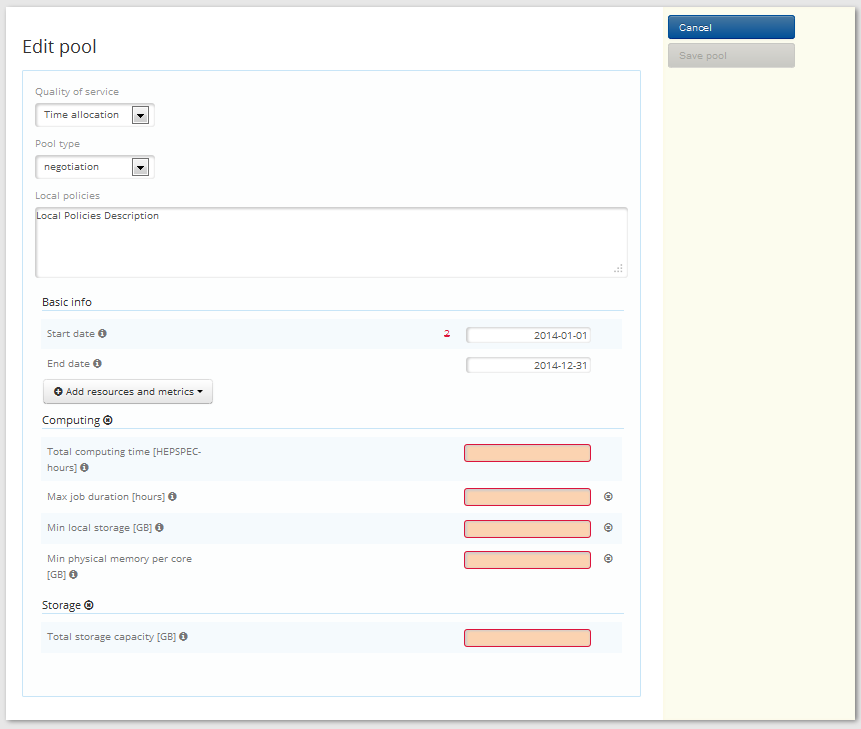 Cancel
Edit pool
Save pool
Quality of service
Time allocation
Pool type
negotiation
Local policies
Local Policies Description
Basic info
Start date
2
2014-01-01
End date
2014-12-31
Add resources and metrics
Computing
Total computing time [HEPSPEC-
hours]
Max job duration [hours]
Min local storage [GB]
Min physical memory per core
[GB]
Storage
Total storage capacity [GB]